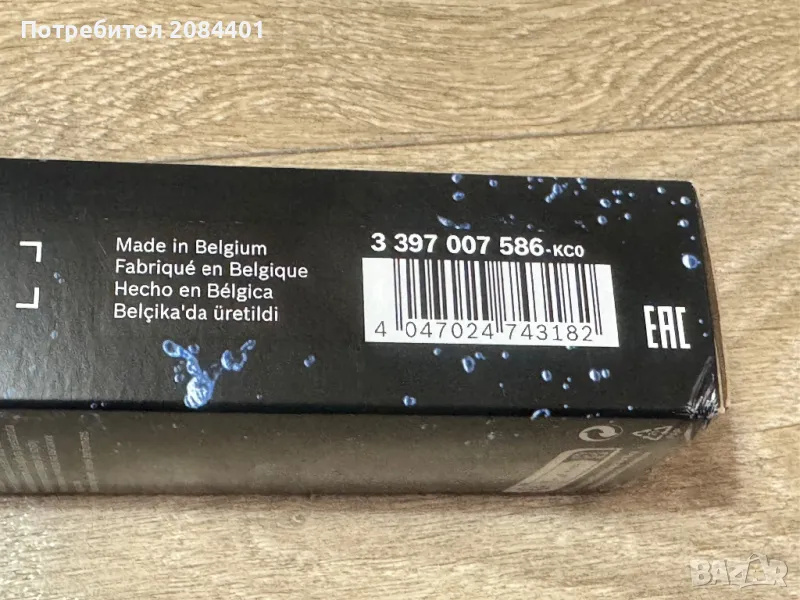 Потребител 2084401
Made in Belgium
Fabriqué en Belgique
Hecho en Bélgica
Belçika'da üretildi
3 397 007 586-KC0
4 047024 743182
EAC
BAZAR